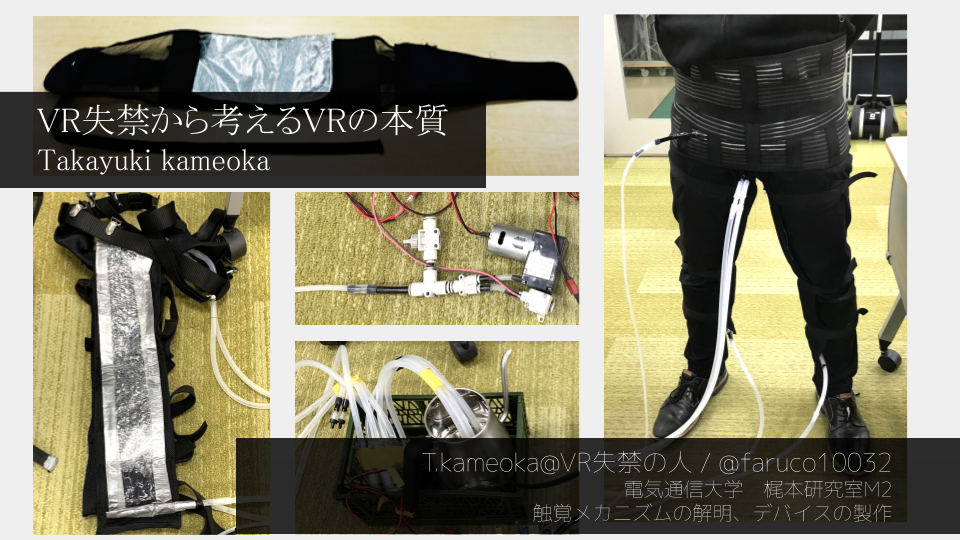 VR失禁から考えるVRの本質
Takayuki kameoka
T.kameoka@VR失禁の人 / @faruco10032
電気通信大学　梶本研究室M2
触覚メカニズムの解明、デバイスの製作